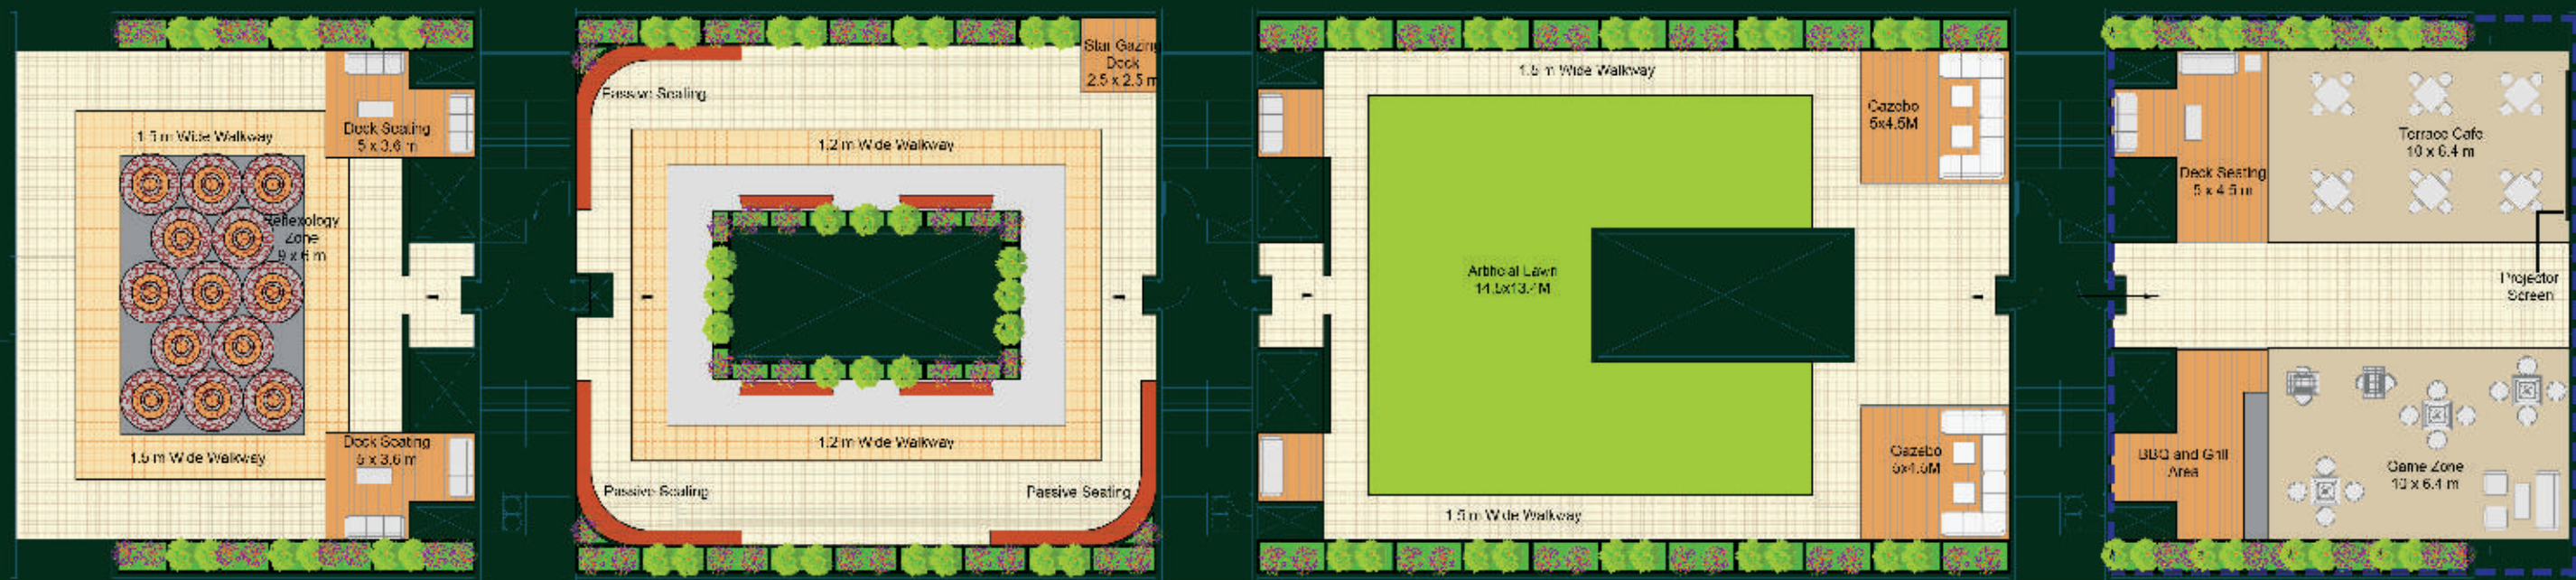 1.5 m Wide Walkway
Deck Seating
5 x 3.6 m
Reflexology
Zone
9 x 6 m
Deck Seating
5 x 3.6 m
1.5 m Wide Walkway
Star Gazing
Deck
2.5 x 2.5 m
Passive Seating
1.2 m Wide Walkway
1.2 m Wide Walkway
Passive Seating
Passive Seating
1.5 m Wide Walkway
Gazebo
5x4.5M
Artificial Lawn
14.5x13.4M
Gazebo
5x4.5M
1.5 m Wide Walkway
Terrace Cafe
10 x 6.4 m
Deck Seating
5 x 4.5 m
Projector
Screen
BBQ and Grill
Area
Game Zone
10 x 6.4 m